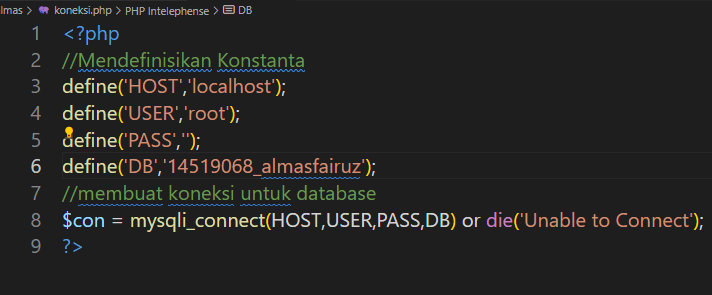 lmas > koneksi.php > PHP Intelephense > DB
1 <?php
2 //Mendefinisikan Konstanta
3 define('HOST','localhost');
4 define('USER','root');
5 define('PASS','');
6 define('DB','14519068_almasfairuz');
7 //membuat koneksi untuk database
8 $con = mysqli_connect(HOST,USER,PASS,DB) or die('Unable to Connect');
9 ?>